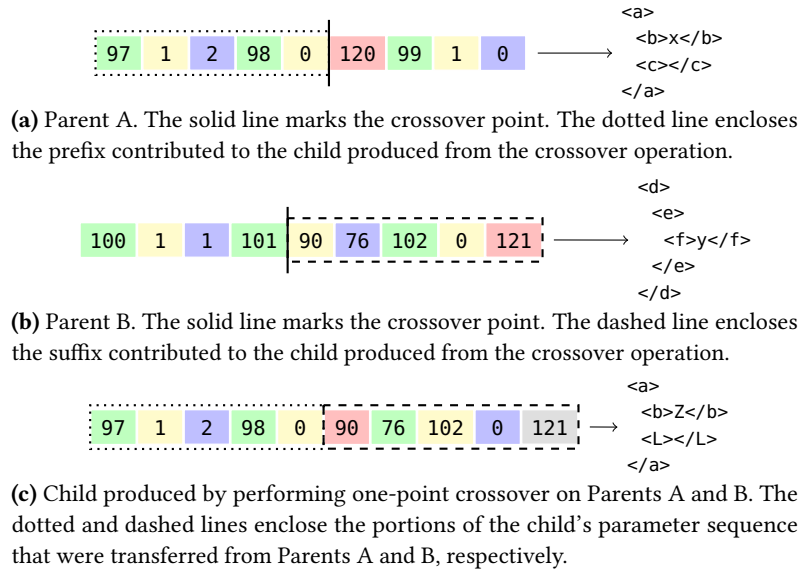 <a>
<b>x</b>
97 1 2 98 0 120 99 1 0
<c></c>
</a>
(a) Parent A. The solid line marks the crossover point. The dotted line encloses
the prefix contributed to the child produced from the crossover operation.
<d>
<e>
100 1 1 101 90 76 102 0 121
<f>y</f>
</e>
</d>
(b) Parent B. The solid line marks the crossover point. The dashed line encloses
the suffix contributed to the child produced from the crossover operation.
<a>
<b>Z</b>
97 1 2 98 0 90 76 102 0 121
<L></L>
</a>
(c) Child produced by performing one-point crossover on Parents A and B. The
dotted and dashed lines enclose the portions of the child's parameter sequence
that were transferred from Parents A and B, respectively.